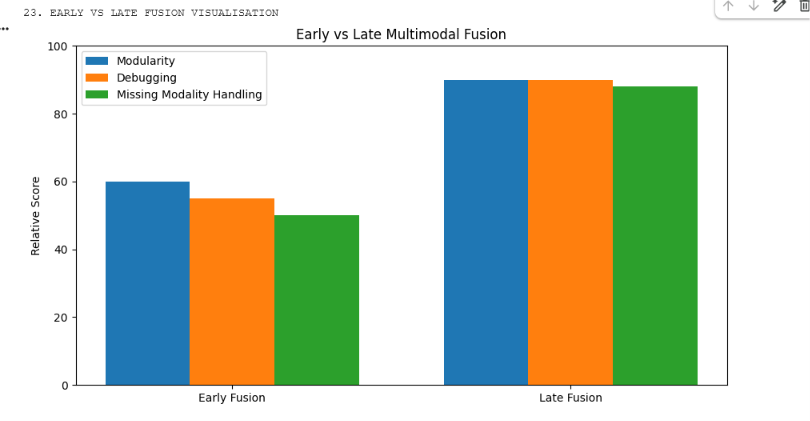 23. EARLY VS LATE FUSION VISUALISATION
Early vs Late Multimodal Fusion
Modularity
Debugging
Missing Modality Handling
Relative Score
100
80
60
40
20
0
Early Fusion
Late Fusion